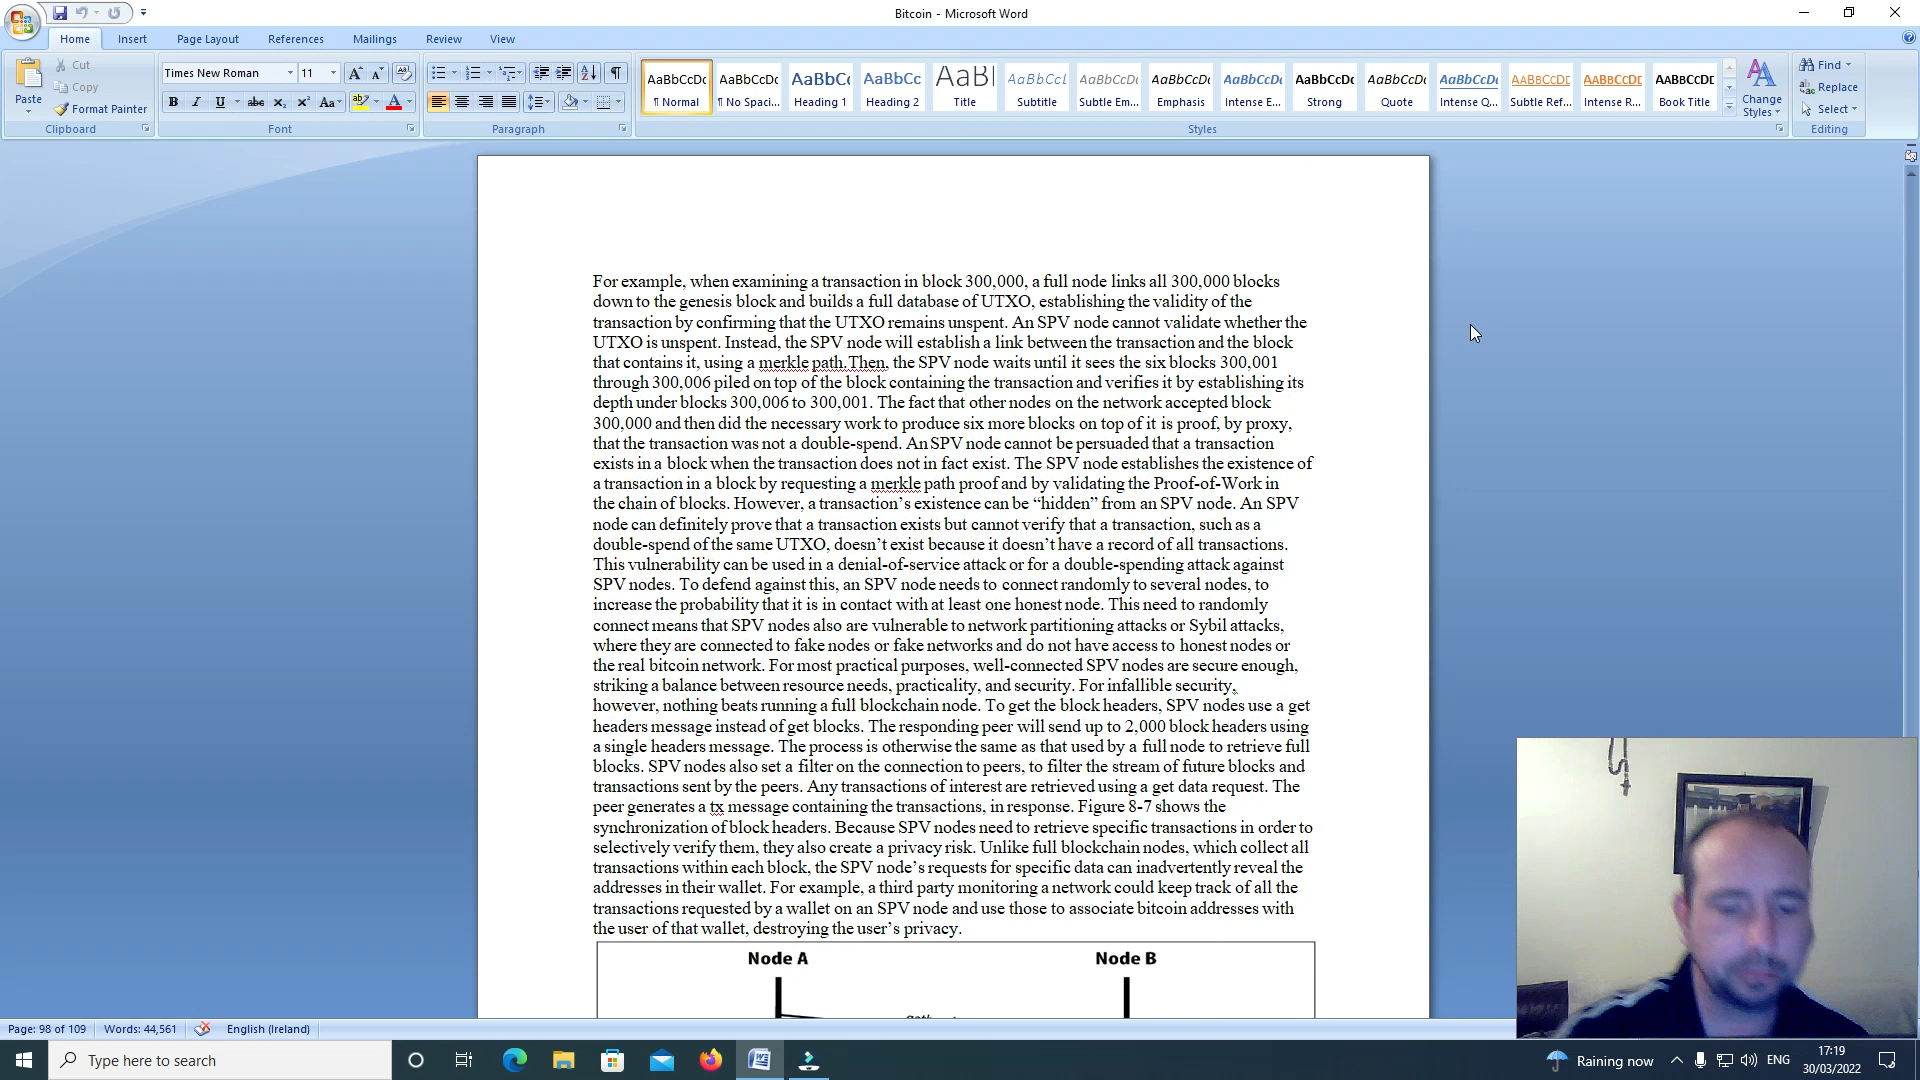 Bitcoin - Microsoft Word
Home Insert Page Layout References Mailings Review View
Cut
Copy
Format Painter
Paste
Clipboard
Times New Roman 11
Font
Paragraph
AaBbCcDc AaBbCcDc AaBbC AaBbCc AaB AaBbCcL AaBbCcDc AaBbCcDc AaBbCcDc AaBbCcDc AaBbCcDc AaBbCcDc AABBCCDC AABBCCDC AABBCCDC
¶ Normal ¶ No Spaci... Heading 1 Heading 2 Title Subtitle Subtle Em... Emphasis Intense E... Strong Quote Intense Q... Subtle Ref... Intense R... Book Title
Change Styles
Styles
Find
Replace
Select
Editing
For example, when examining a transaction in block 300,000, a full node links all 300,000 blocks
down to the genesis block and builds a full database of UTXO, establishing the validity of the
transaction by confirming that the UTXO remains unspent. An SPV node cannot validate whether the
UTXO is unspent. Instead, the SPV node will establish a link between the transaction and the block
that contains it, using a merkle path.Then, the SPV node waits until it sees the six blocks 300,001
through 300,006 piled on top of the block containing the transaction and verifies it by establishing its
depth under blocks 300,006 to 300,001. The fact that other nodes on the network accepted block
300,000 and then did the necessary work to produce six more blocks on top of it is proof, by proxy,
that the transaction was not a double-spend. An SPV node cannot be persuaded that a transaction
exists in a block when the transaction does not in fact exist. The SPV node establishes the existence of
a transaction in a block by requesting a merkle path proof and by validating the Proof-of-Work in
the chain of blocks. However, a transaction’s existence can be “hidden” from an SPV node. An SPV
node can definitely prove that a transaction exists but cannot verify that a transaction, such as a
double-spend of the same UTXO, doesn’t exist because it doesn’t have a record of all transactions.
This vulnerability can be used in a denial-of-service attack or for a double-spending attack against
SPV nodes. To defend against this, an SPV node needs to connect randomly to several nodes, to
increase the probability that it is in contact with at least one honest node. This need to randomly
connect means that SPV nodes also are vulnerable to network partitioning attacks or Sybil attacks,
where they are connected to fake nodes or fake networks and do not have access to honest nodes or
the real bitcoin network. For most practical purposes, well-connected SPV nodes are secure enough,
striking a balance between resource needs, practicality, and security. For infallible security,
however, nothing beats running a full blockchain node. To get the block headers, SPV nodes use a get
headers message instead of get blocks. The responding peer will send up to 2,000 block headers using
a single headers message. The process is otherwise the same as that used by a full node to retrieve full
blocks. SPV nodes also set a filter on the connection to peers, to filter the stream of future blocks and
transactions sent by the peers. Any transactions of interest are retrieved using a get data request. The
peer generates a tx message containing the transactions, in response. Figure 8-7 shows the
synchronization of block headers. Because SPV nodes need to retrieve specific transactions in order to
selectively verify them, they also create a privacy risk. Unlike full blockchain nodes, which collect all
transactions within each block, the SPV node’s requests for specific data can inadvertently reveal the
addresses in their wallet. For example, a third party monitoring a network could keep track of all the
transactions requested by a wallet on an SPV node and use those to associate bitcoin addresses with
the user of that wallet, destroying the user’s privacy.
Node A Node B
Page: 98 of 109 Words: 44,561 English (Ireland)
Type here to search
Raining now ENG 17:19
30/03/2022